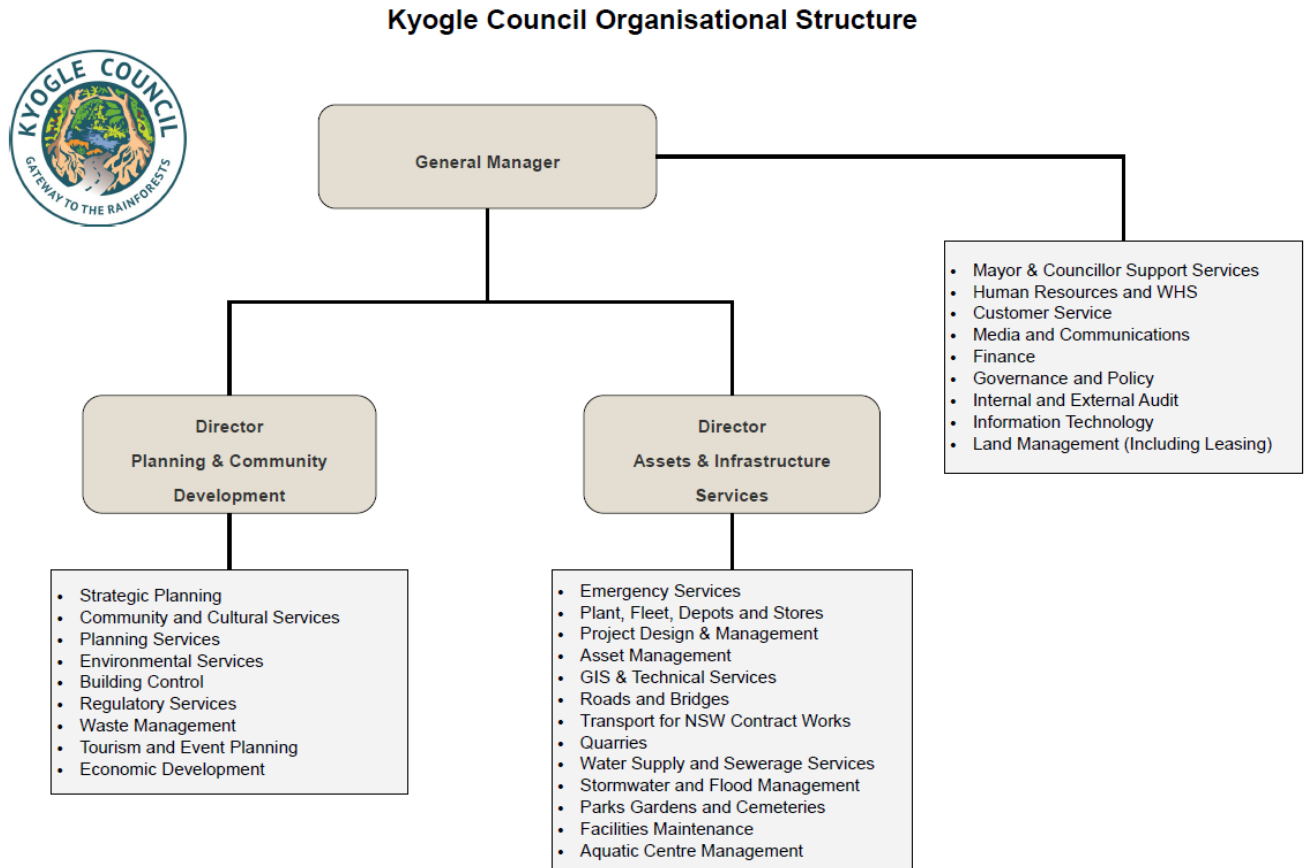 Kyogle Council Organisational Structure
KYOGLE COUNCIL
GATEWAY TO THE RAINFORESTS
General Manager
• Mayor & Councillor Support Services
• Human Resources and WHS
• Customer Service
• Media and Communications
• Finance
• Governance and Policy
• Internal and External Audit
• Information Technology
• Land Management (Including Leasing)
Director
Planning & Community
Development
Director
Assets & Infrastructure
Services
• Strategic Planning
• Community and Cultural Services
• Planning Services
• Environmental Services
• Building Control
• Regulatory Services
• Waste Management
• Tourism and Event Planning
• Economic Development
• Emergency Services
• Plant, Fleet, Depots and Stores
• Project Design & Management
• Asset Management
• GIS & Technical Services
• Roads and Bridges
• Transport for NSW Contract Works
• Quarries
• Water Supply and Sewerage Services
• Stormwater and Flood Management
• Parks Gardens and Cemeteries
• Facilities Maintenance
• Aquatic Centre Management